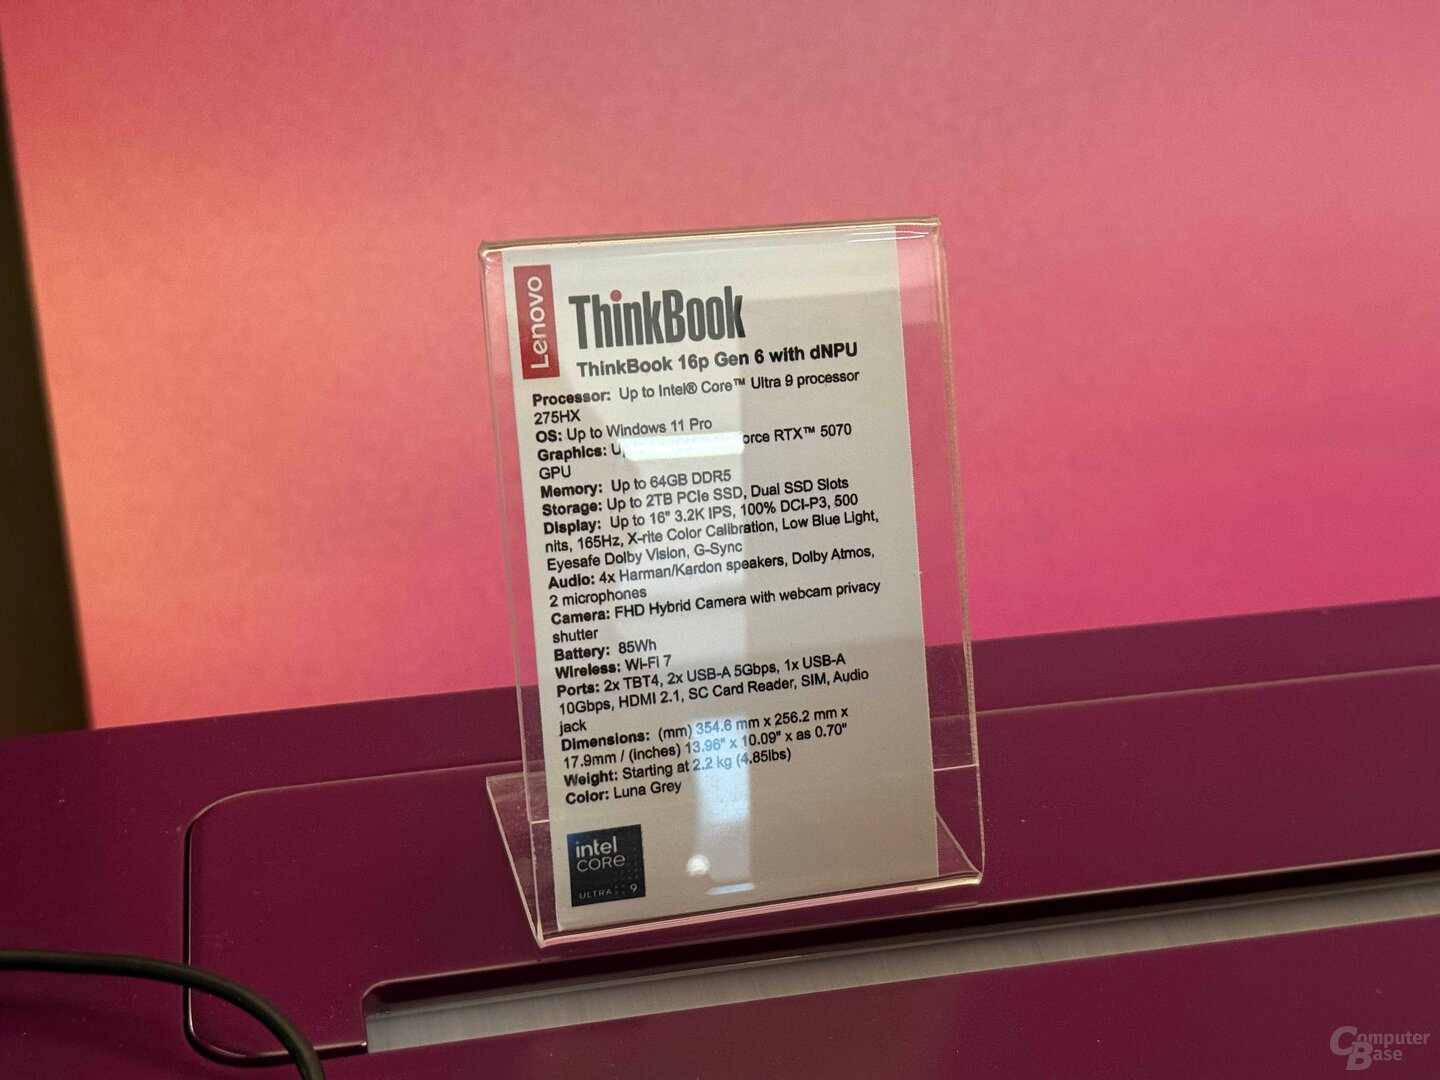 Lenovo
ThinkBook
ThinkBook 16p Gen 6 with dNPU
Processor: Up to Intel® Core™ Ultra 9 processor
275HX
OS: Up to Windows 11 Pro
Graphics: orce RTX™ 5070
GPU
Memory: Up to 64GB DDR5
Storage: Up to 2TB PCIe SSD, Dual SSD Slots
Display: Up to 16" 3.2K IPS, 100% DCI-P3, 500
nits, 165Hz, X-rite Color Calibration, Low Blue Light,
Eyesafe Dolby Vision, G-Sync
Audio: 4x Harman/Kardon speakers, Dolby Atmos,
2 microphones
Camera: FHD Hybrid Camera with webcam privacy
shutter
Battery: 85Wh
Wireless: Wi-Fi 7
Ports: 2x TBT4, 2x USB-A 5Gbps, 1x USB-A
10Gbps, HDMI 2.1, SC Card Reader, SIM, Audio
jack
Dimensions: (mm) 354.6 mm x 256.2 mm x
17.9mm / (inches) 13.96" x 10.09" x as 0.70"
Weight: Starting at 2.2 kg (4,85lbs)
Color: Luna Grey
intel
CORE
ULTRA 9
ComputerBase